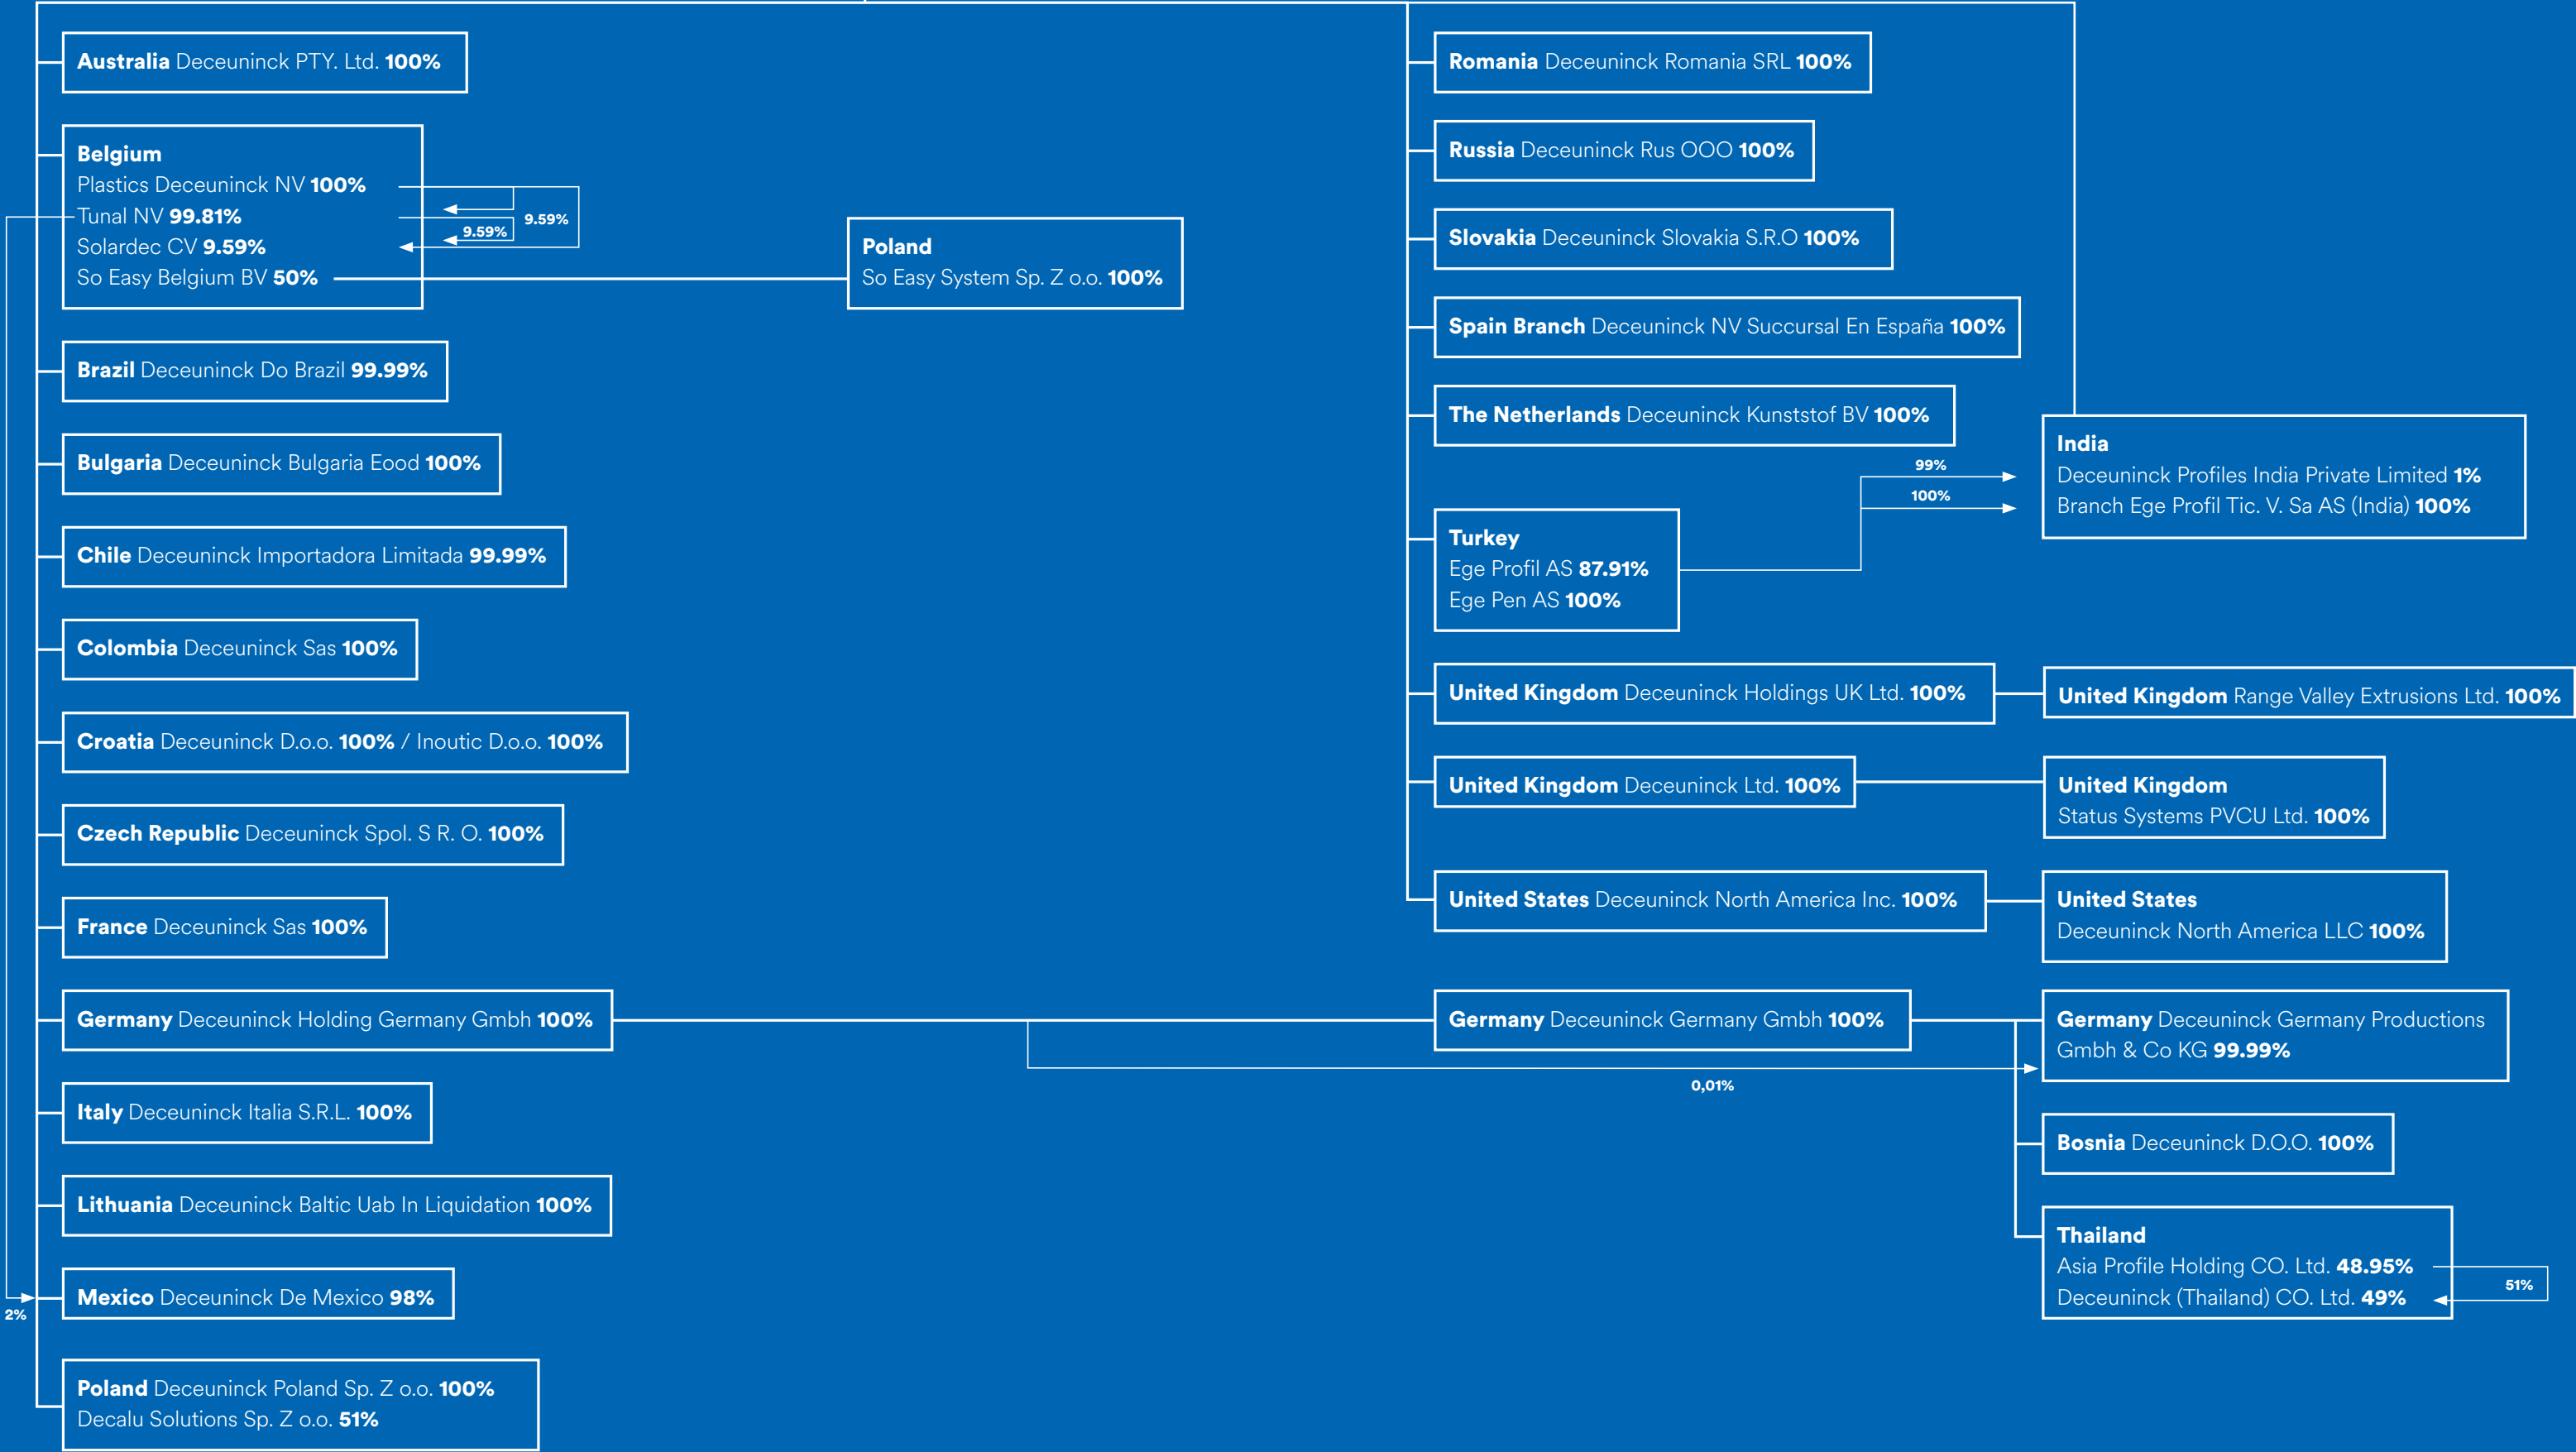 Australia Deceuninck PTY. Ltd. 100%
Belgium
Plastics Deceuninck NV 100%
Tunal NV 99.81%
Solardec CV 9.59%
So Easy Belgium BV 50%
9.59%
9.59%
Poland
So Easy System Sp. Z o.o. 100%
Brazil Deceuninck Do Brazil 99.99%
Bulgaria Deceuninck Bulgaria Eood 100%
Chile Deceuninck Importadora Limitada 99.99%
Colombia Deceuninck Sas 100%
Croatia Deceuninck D.o.o. 100% / Inoutic D.o.o. 100%
Czech Republic Deceuninck Spol. S R. O. 100%
France Deceuninck Sas 100%
Germany Deceuninck Holding Germany Gmbh 100%
Italy Deceuninck Italia S.R.L. 100%
Lithuania Deceuninck Baltic Uab In Liquidation 100%
Mexico Deceuninck De Mexico 98%
2%
Poland Deceuninck Poland Sp. Z o.o. 100%
Decalu Solutions Sp. Z o.o. 51%
Romania Deceuninck Romania SRL 100%
Russia Deceuninck Rus OOO 100%
Slovakia Deceuninck Slovakia S.R.O 100%
Spain Branch Deceuninck NV Succursal En España 100%
The Netherlands Deceuninck Kunststof BV 100%
Turkey
Ege Profil AS 87.91%
Ege Pen AS 100%
99%
100%
India
Deceuninck Profiles India Private Limited 1%
Branch Ege Profil Tic. V. Sa AS (India) 100%
United Kingdom Deceuninck Holdings UK Ltd. 100%
United Kingdom Range Valley Extrusions Ltd. 100%
United Kingdom Deceuninck Ltd. 100%
United Kingdom
Status Systems PVCU Ltd. 100%
United States Deceuninck North America Inc. 100%
United States
Deceuninck North America LLC 100%
Germany Deceuninck Germany Gmbh 100%
0,01%
Germany Deceuninck Germany Productions
Gmbh & Co KG 99.99%
Bosnia Deceuninck D.O.O. 100%
Thailand
Asia Profile Holding CO. Ltd. 48.95%
Deceuninck (Thailand) CO. Ltd. 49%
51%